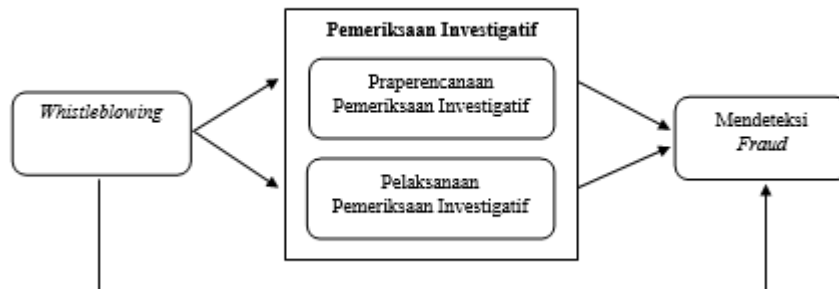 Pemeriksaan Investigatif
Whistleblowing
Praperencanaan
Pemeriksaan Investigatif
Pelaksanaan
Pemeriksaan Investigatif
Mendeteksi
Fraud